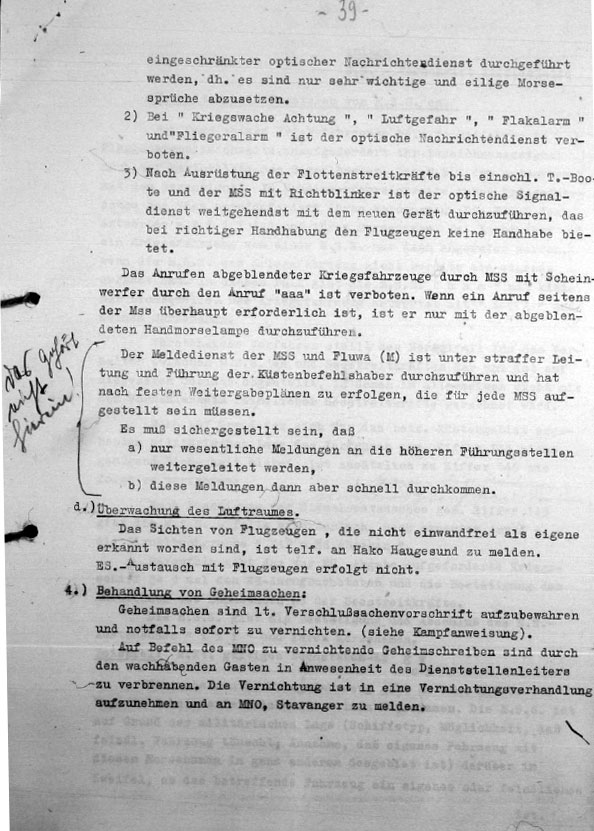 - 39 -
eingeschränkter optischer Nachrichtendienst durchgeführt
werden, dh. es sind nur sehr wichtige und eilige Morse-
sprüche abzusetzen.
2) Bei " Kriegswache Achtung ", " Luftgefahr ", " Flakalarm "
und"Fliegeralarm " ist der optische Nachrichtendienst ver-
boten.
3) Nach Ausrüstung der Flottenstreitkräfte bis einschl. T.-Boo-
te und der MSS mit Richtblinker ist der optische Signal-
dienst weitgehendst mit dem neuen Gerät durchzuführen, das
bei richtiger Handhabung den Flugzeugen keine Handhabe bie-
tet.
Das Anrufen abgeblendeter Kriegsfahrzeuge durch MSS mit Schein-
werfer durch den Anruf "aaa" ist verboten. Wenn ein Anruf seitens
der Mss überhaupt erforderlich ist, ist er nur mit der abgeblen-
deten Handmorselampe durchzuführen.
das gehört
nicht
hierein!
Der Meldedienst der MSS und Fluwa (M) ist unter straffer Lei-
tung und Führung der Küstenbefehlshaber durchzuführen und hat
nach festen Weitergabeplänen zu erfolgen, die für jede MSS auf-
gestellt sein müssen.
Es muß sichergestellt sein, daß
a) nur wesentliche Meldungen an die höheren Führungsstellen
weitergeleitet werden,
b) diese Meldungen dann aber schnell durchkommen.
d.) Überwachung des Luftraumes.
Das Sichten von Flugzeugen , die nicht einwandfrei als eigene
erkannt worden sind, ist telf. an Hako Haugesund zu melden.
ES.-Austausch mit Flugzeugen erfolgt nicht.
4.) Behandlung von Geheimsachen:
Geheimsachen sind lt. Verschlußsachenvorschrift aufzubewahren
und notfalls sofort zu vernichten. (siehe Kampfanweisung).
Auf Befehl des MNO zu vernichtende Geheimschreiben sind durch
den wachhabenden Gasten in Anwesenheit des Dienststellenleiters
zu verbrennen. Die Vernichtung ist in eine Vernichtungsverhandlung
aufzunehmen und an MNO, Stavanger zu melden.